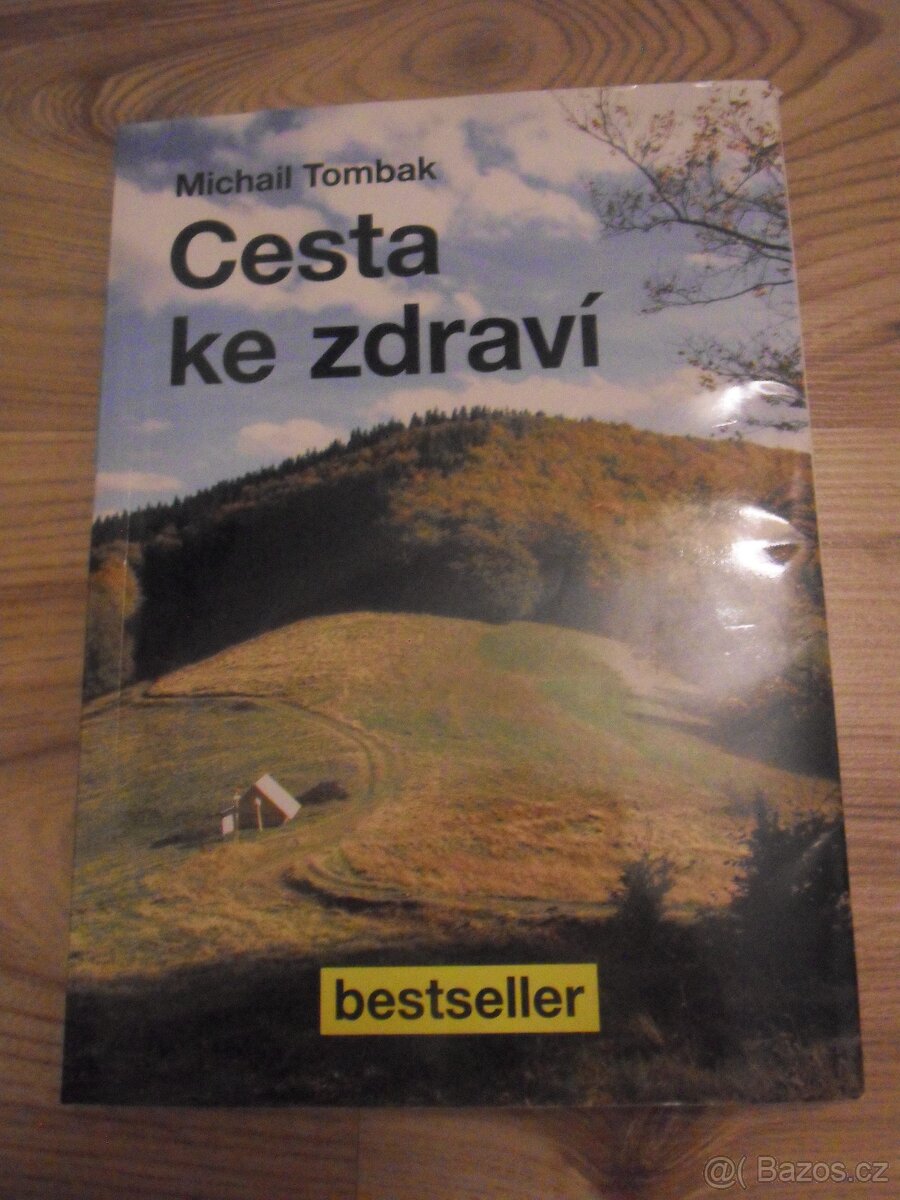 Michail Tombak
Cesta
ke zdraví
bestseller
@( Bazos.cz